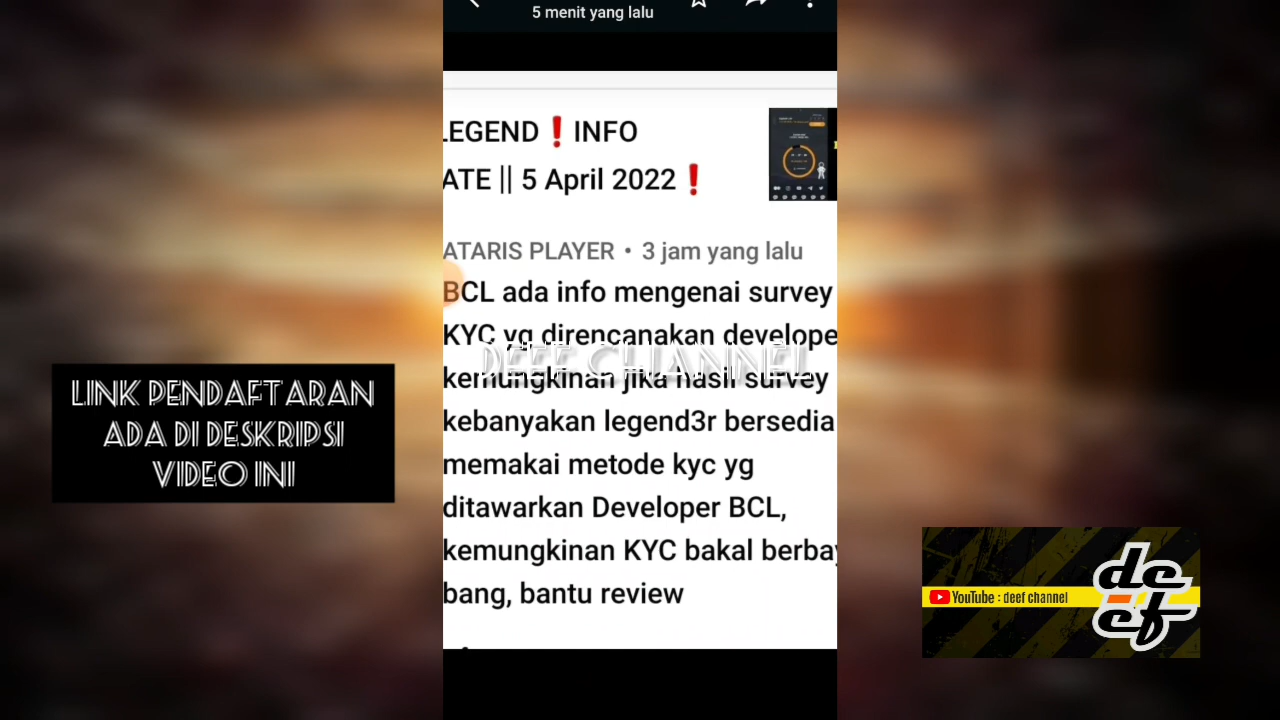 5 menit yang lalu
LEGEND❗INFO
ATE || 5 April 2022❗
ATARIS PLAYER • 3 jam yang lalu
BCL ada info mengenai survey
KYC yg direncanakan develope
kemungkinan jika hasil survey
kebanyakan legend3r bersedia
memakai metode kyc yg
ditawarkan Developer BCL,
kemungkinan KYC bakal berbay
bang, bantu review
DEEF CHANNEL
LINK PENDAFTARAN
ADA DI DESKRIPSI
VIDEO INI
YouTube : deef channel
deef